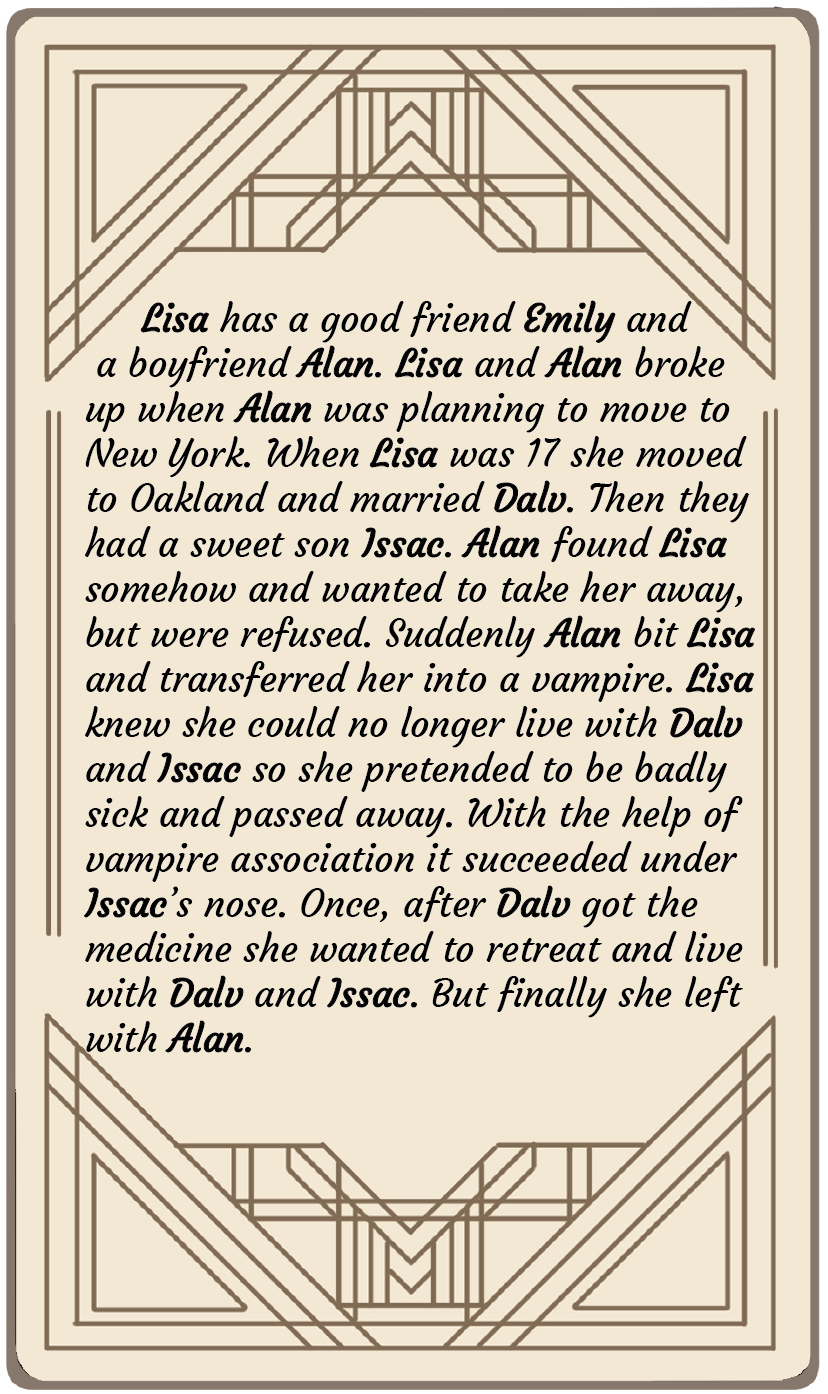 Lisa has a good friend Emily and
a boyfriend Alan. Lisa and Alan broke
up when Alan was planning to move to
New York. When Lisa was 17 she moved
to Oakland and married Dalv. Then they
had a sweet son Issac. Alan found Lisa
somehow and wanted to take her away,
but were refused. Suddenly Alan bit Lisa
and transferred her into a vampire. Lisa
knew she could no longer live with Dalv
and Issac so she pretended to be badly
sick and passed away. With the help of
vampire association it succeeded under
Issac’s nose. Once, after Dalv got the
medicine she wanted to retreat and live
with Dalv and Issac. But finally she left
with Alan.